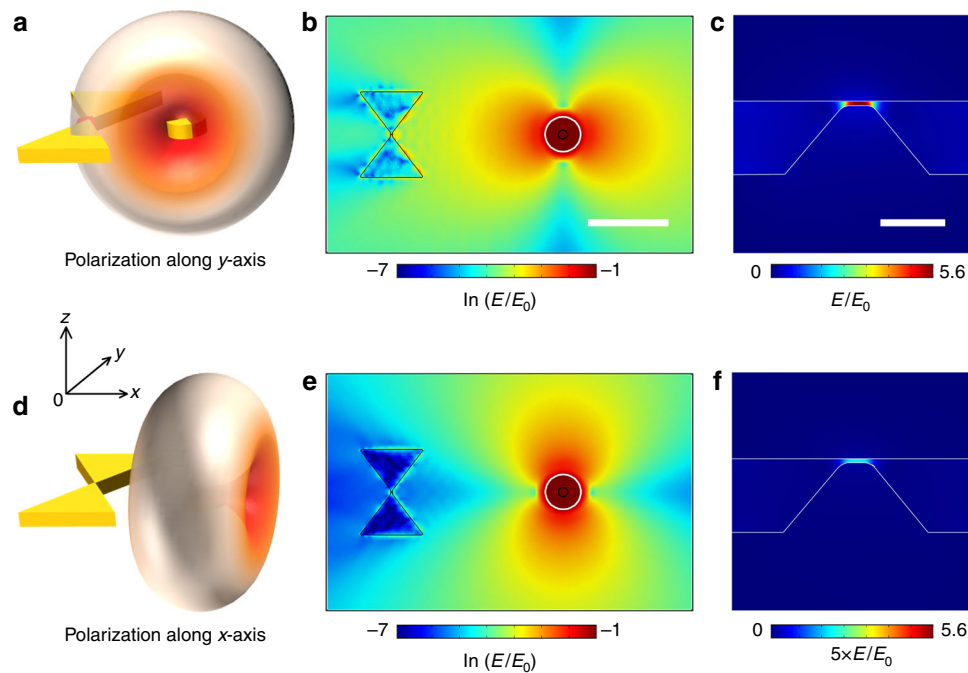 a
b
c
Polarization along y-axis
−7
−1
ln (E/E0)
0
5.6
E/E0
z
y
x
0
d
e
f
Polarization along x-axis
−7
−1
ln (E/E0)
0
5.6
5×E/E0